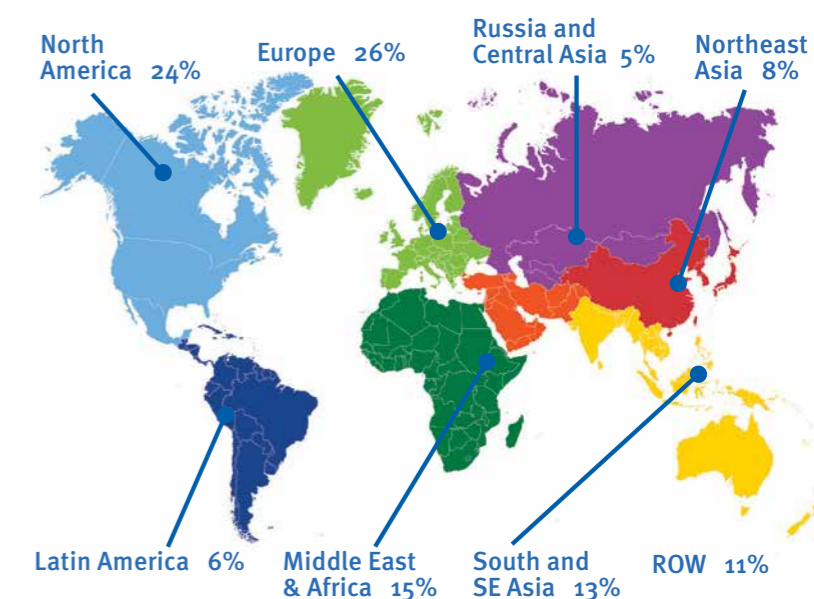 North
America 24%
Europe 26%
Russia and
Central Asia 5%
Northeast
Asia 8%
Latin America 6%
Middle East
& Africa 15%
South and
SE Asia 13%
ROW 11%